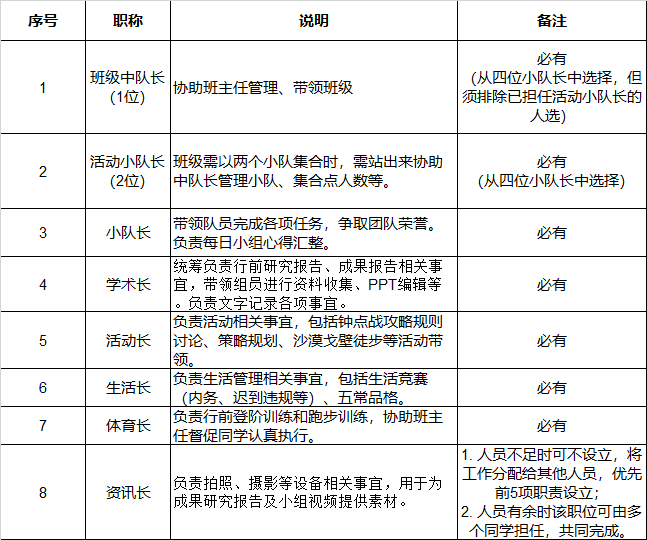 序号 职称 说明 备注
1 班级中队长（1位） 协助班主任管理、带领班级 必有
（从四位小队长中选择，但
须排除已担任活动小队长的
人选）
2 活动小队长（2位） 班级需以两个小队集合时，需站出来协助
中队长管理小队、集合点人数等。 必有
（从四位小队长中选择）
3 小队长 带领队员完成各项任务，争取团队荣誉。
负责每日小组心得汇整。 必有
4 学术长 统筹负责行前研究报告、成果报告相关事
宜，带领组员进行资料收集、PPT编辑等
。负责文字记录各项事宜。 必有
5 活动长 负责活动相关事宜，包括钟点战攻略规则
讨论、策略规划、沙漠戈壁徒步等活动带
领。 必有
6 生活长 负责生活管理相关事宜，包括生活竞赛
（内务、迟到违规等）、五常品格。 必有
7 体育长 负责行前登阶训练和跑步训练，协助班主
任督促同学认真执行。 必有
8 资讯长 负责拍照、摄影等设备相关事宜，用于为
成果研究报告及小组视频提供素材。 1. 人员不足时可不设立，将
工作分配给其他人员，优先
前5项职责设立；
2. 人员有余时该职位可由多
个同学担任，共同完成。